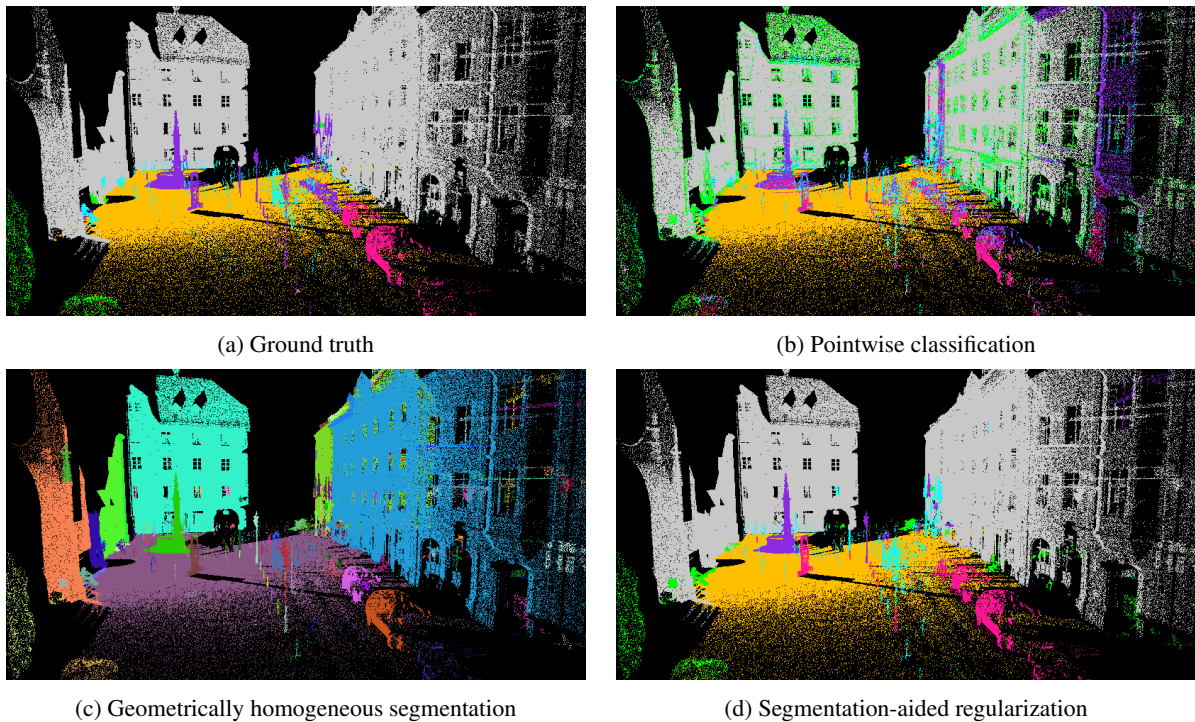 (a) Ground truth
(b) Pointwise classification
(c) Geometrically homogeneous segmentation
(d) Segmentation-aided regularization